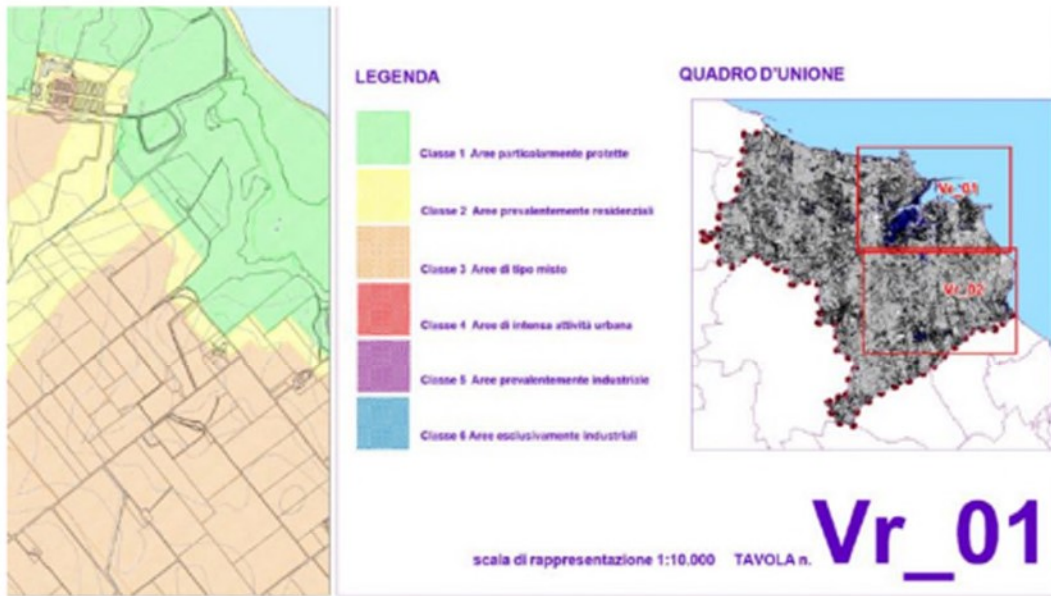 LEGENDA
Classe 1 Aree particolarmente protette
Classe 2 Aree prevalentemente residenziali
Classe 3 Aree di tipo misto
Classe 4 Aree di intensa attività urbana
Classe 5 Aree prevalentemente industriale
Classe 6 Aree esclusivamente industriali
QUADRO D'UNIONE
Vr_01
Vr_02
scala di rappresentazione 1:10.000 TAVOLA n. Vr_01